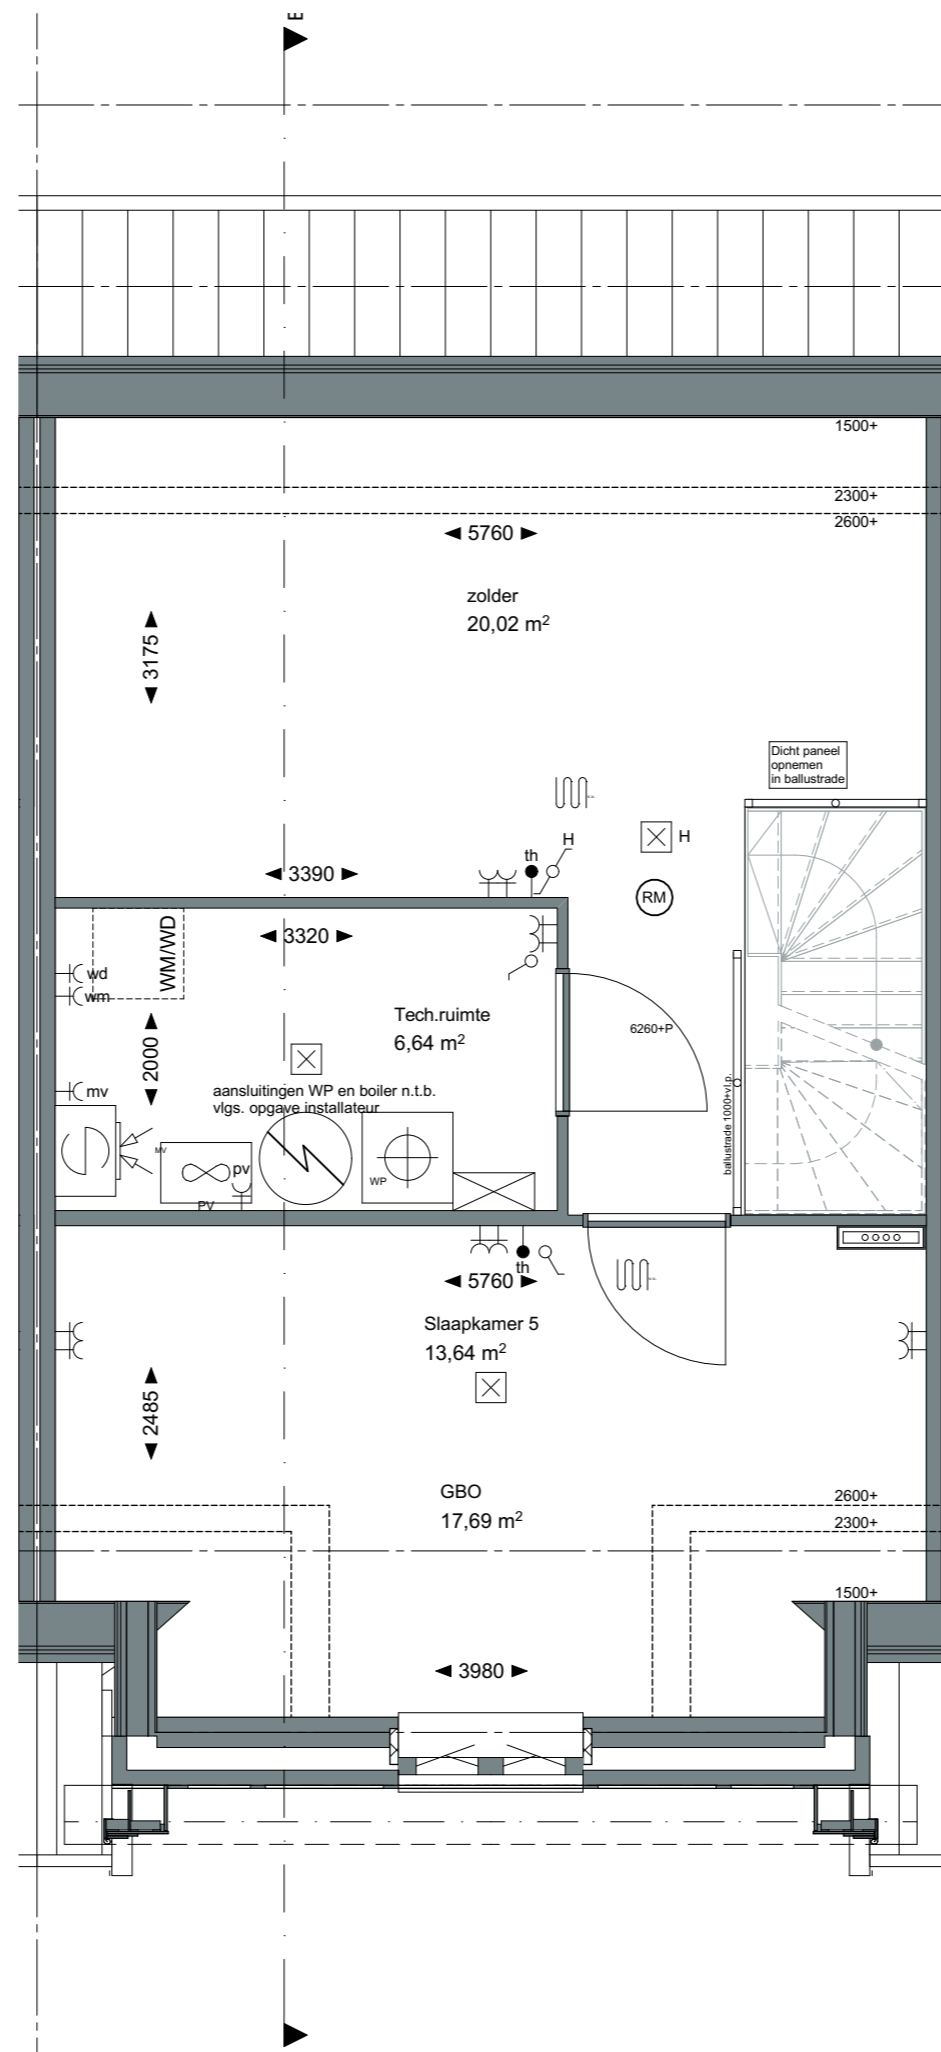 1500+
2300+
2600+
5760
zolder
20,02 m²
3175
Dicht paneel
opnemen
in ballustrade
H
H
th
3390
RM
WM/WD
3320
wd
wm
Tech.ruimte
6,64 m²
6260+P
2000
mv
aansluitingen WP en boiler n.t.b.
vlgs. opgave installateur
ballustrade 1000+vl.p.
MV
pv
PV
WP
th
5760
Slaapkamer 5
13,64 m²
2485
GBO
17,69 m²
2600+
2300+
1500+
3980